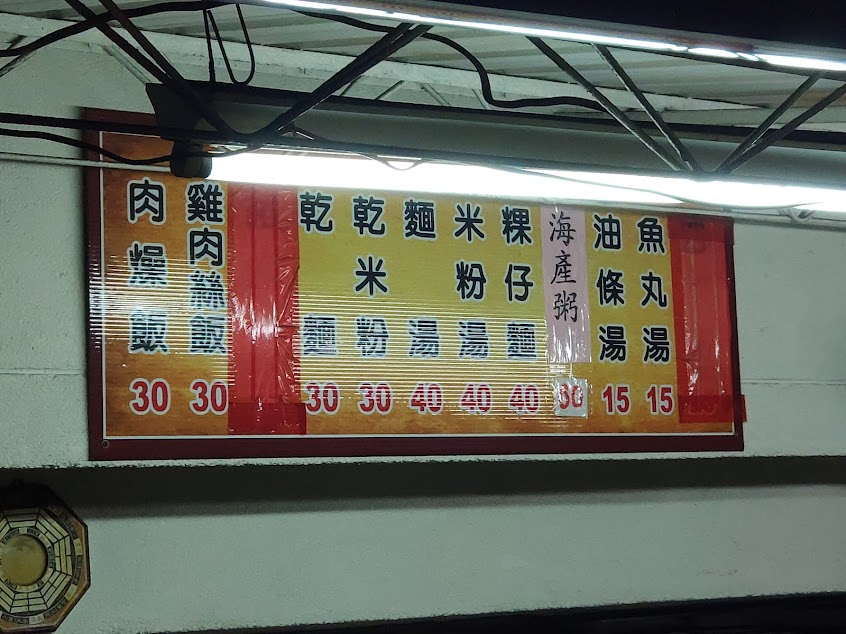 肉燥飯 30
雞肉絲飯 30
乾麵 30
乾米粉 30
麵湯 40
米粉湯 40
粿仔麵 40
海產粥 30
油條湯 15
魚丸湯 15